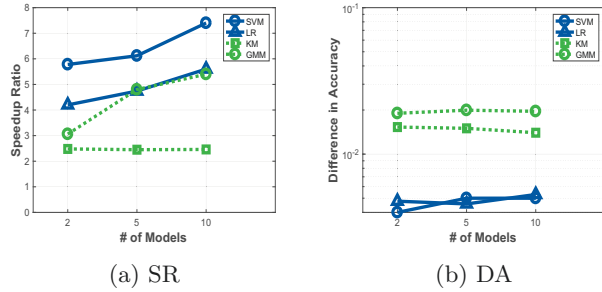 8
7
6
5
4
3
2
1
0
Speedup Ratio
2
5
10
# of Models
SVM
LR
KM
GMM
(a) SR
10^-1
10^-2
Difference in Accuracy
2
5
10
# of Models
SVM
LR
KM
GMM
(b) DA